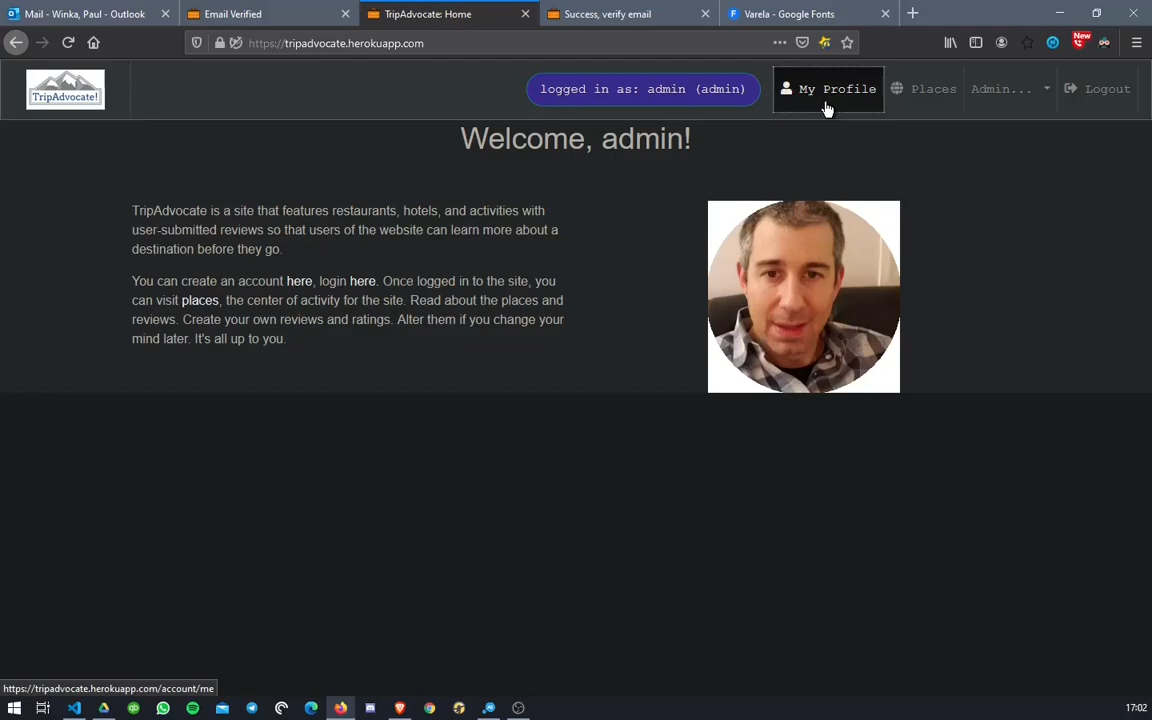 Mail - Winka, Paul - Outlook
Email Verified
TripAdvocate: Home
Success, verify email
Varela - Google Fonts
https://tripadvocate.herokuapp.com
New
TripAdvocate!
logged in as: admin (admin)
My Profile
Places
Admin...
Logout
Welcome, admin!
TripAdvocate is a site that features restaurants, hotels, and activities with
user-submitted reviews so that users of the website can learn more about a
destination before they go.
You can create an account here, login here. Once logged in to the site, you
can visit places, the center of activity for the site. Read about the places and
reviews. Create your own reviews and ratings. Alter them if you change your
mind later. It's all up to you.
https://tripadvocate.herokuapp.com/account/me
17:02